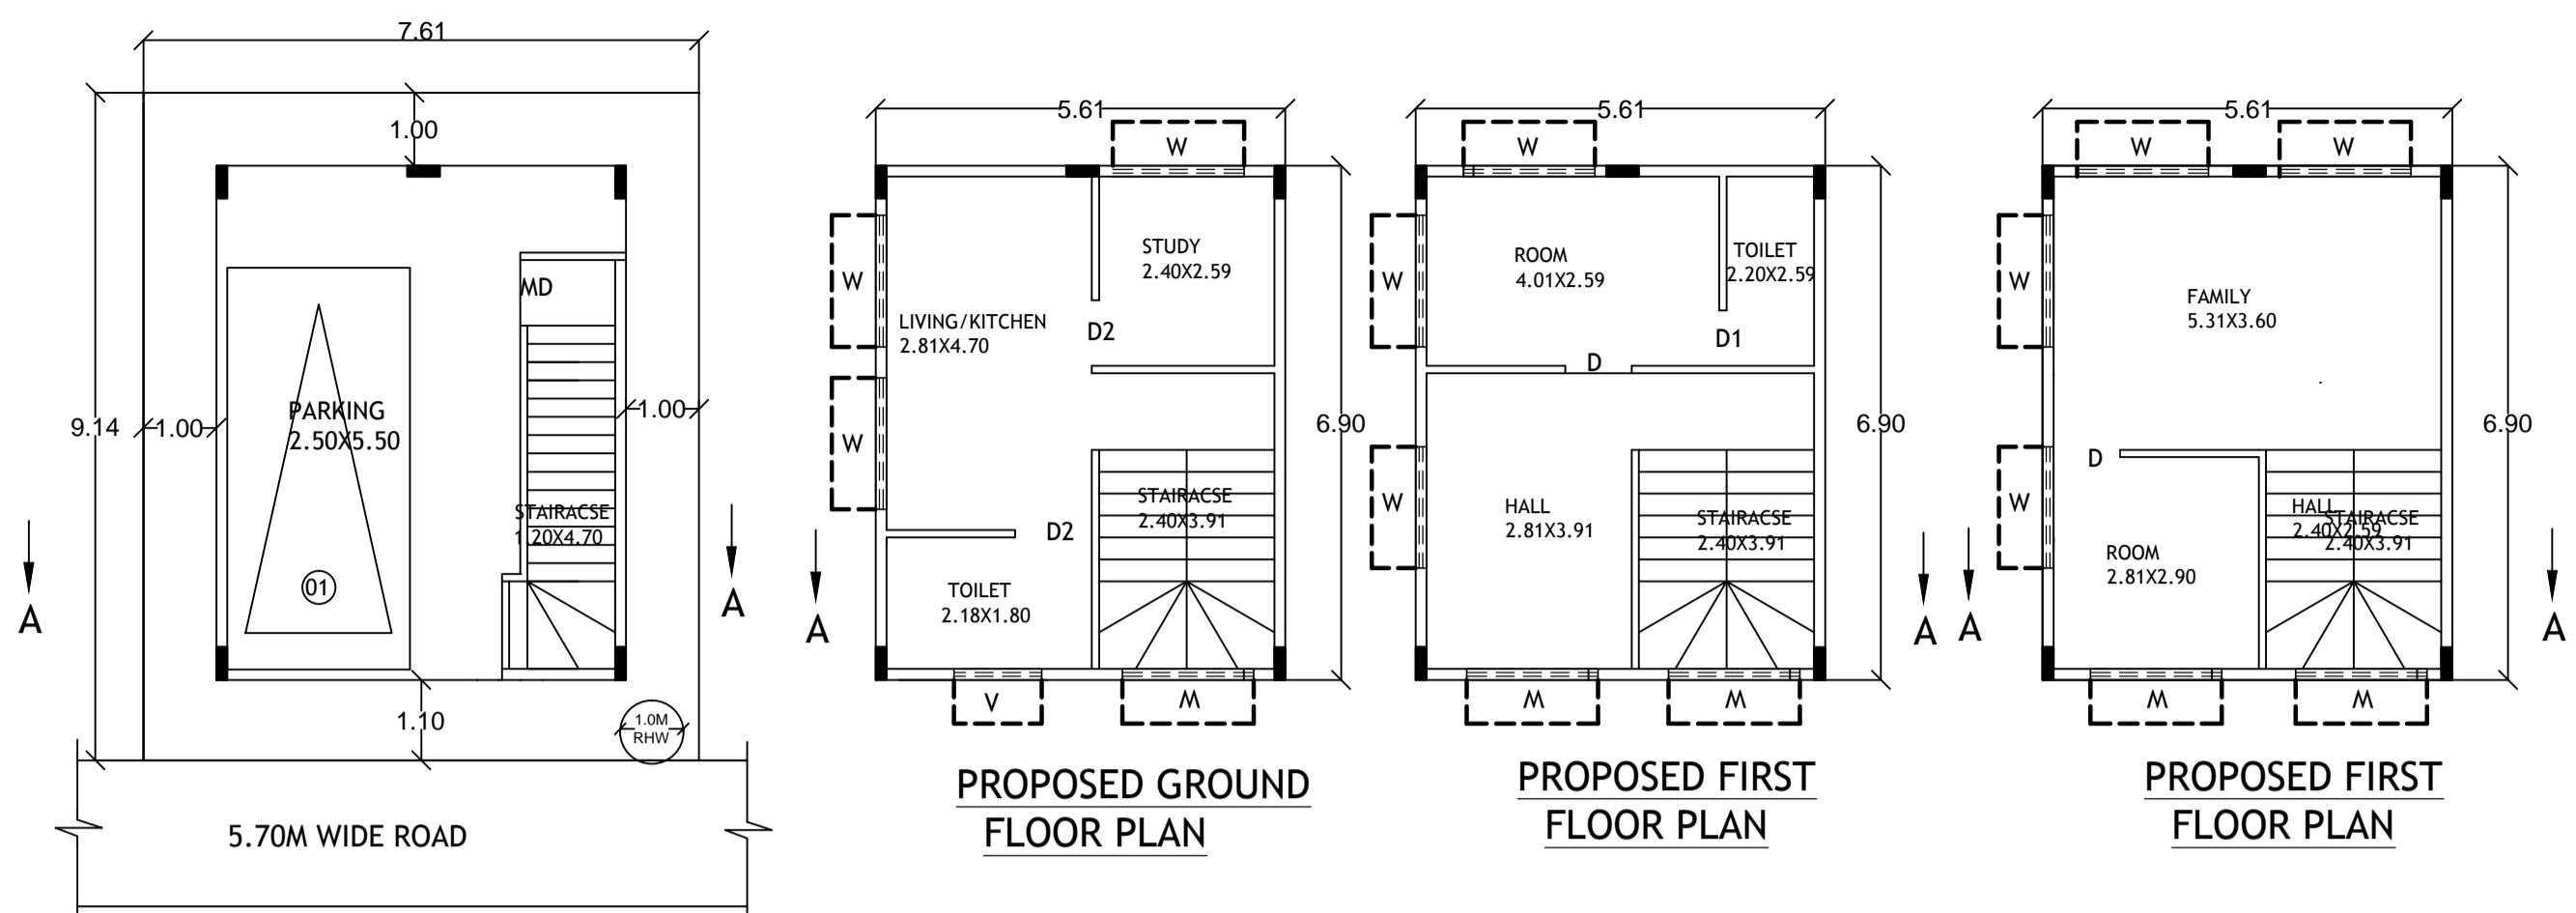 7.61
1.00
9.14
1.00
1.00
MD
PARKING
2.50X5.50
STAIRACSE
1.20X4.70
01
A
A
1.10
1.0M
RHW
5.70M WIDE ROAD
5.61
W
W
W
STUDY
2.40X2.59
LIVING/KITCHEN
2.81X4.70
D2
6.90
STAIRACSE
2.40X3.91
D2
TOILET
2.18X1.80
A
V
M
PROPOSED GROUND
FLOOR PLAN
5.61
W
W
W
ROOM
4.01X2.59
TOILET
2.20X2.59
D1
D
6.90
HALL
2.81X3.91
STAIRACSE
2.40X3.91
A
M
M
PROPOSED FIRST
FLOOR PLAN
5.61
W
W
W
W
FAMILY
5.31X3.60
6.90
D
HALL
2.40X2.59
STAIRACSE
2.40X3.91
ROOM
2.81X2.90
A
A
M
M
PROPOSED FIRST
FLOOR PLAN